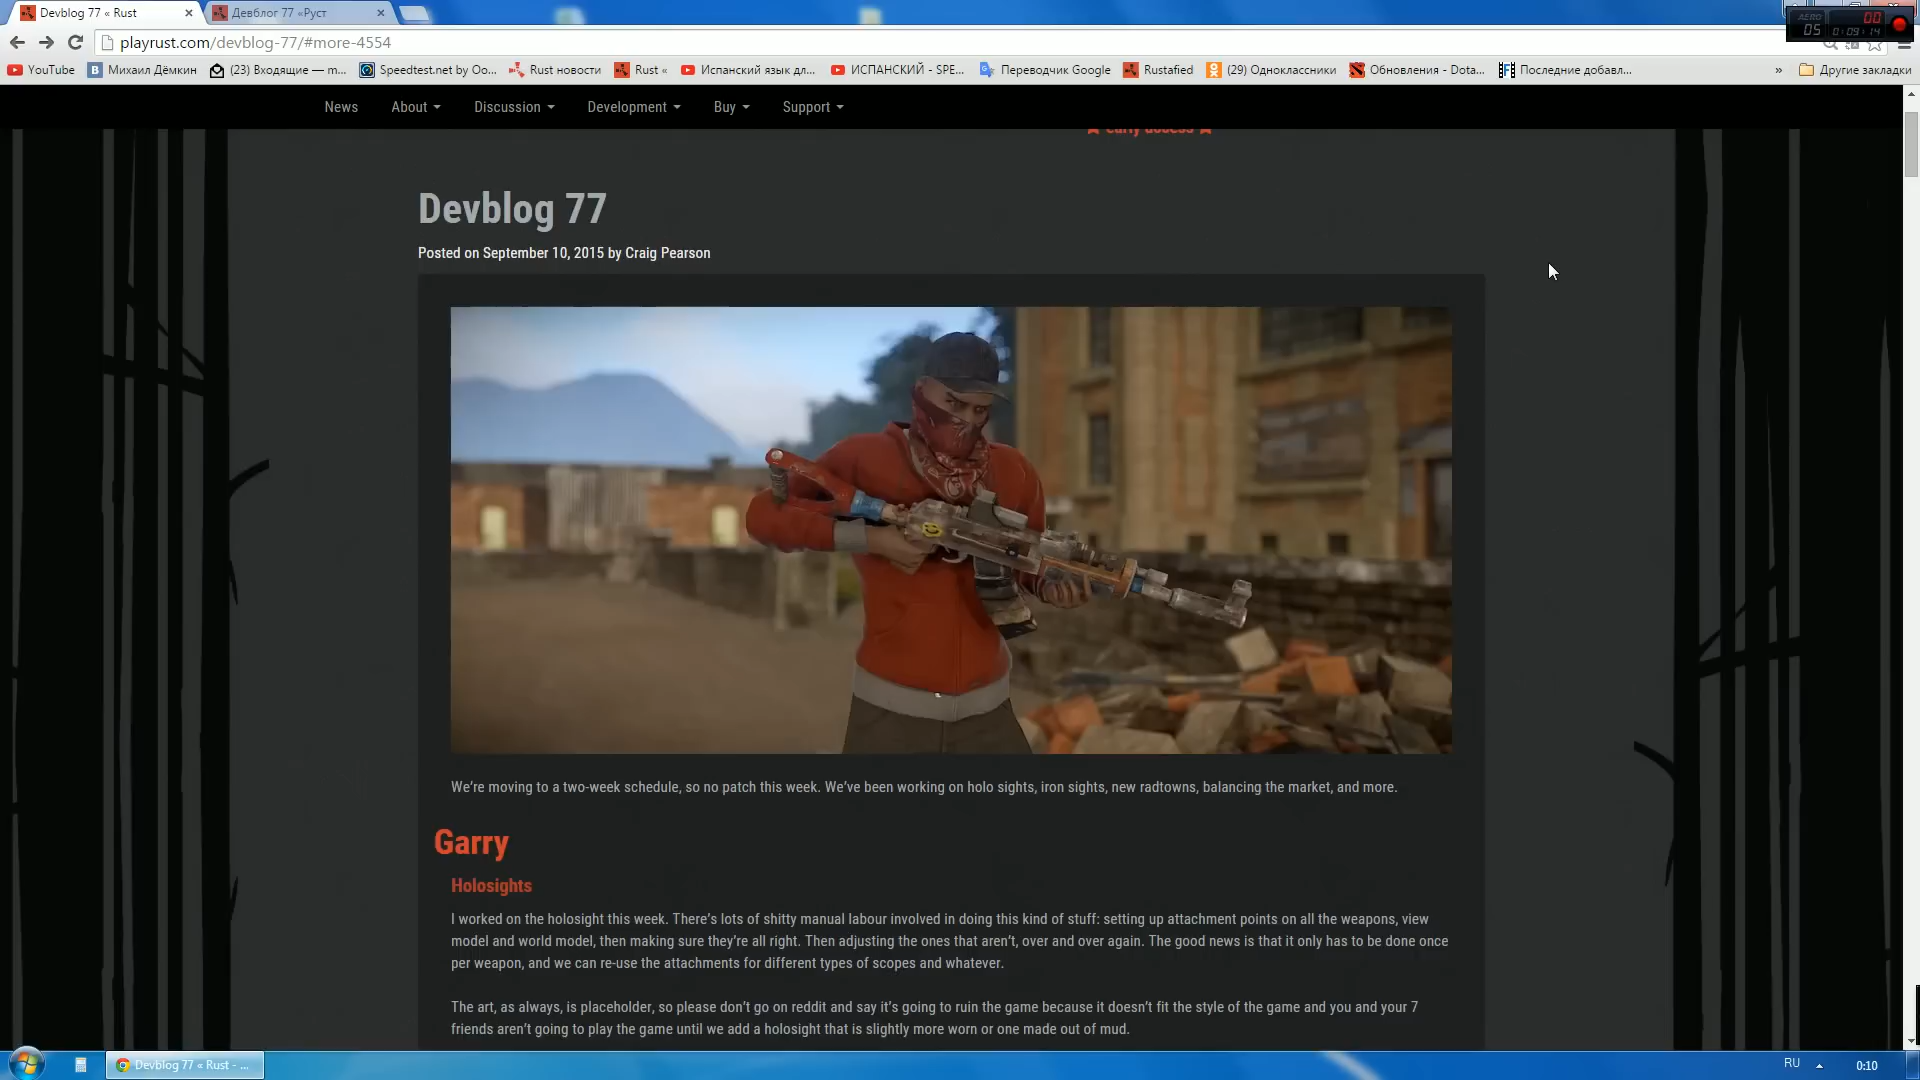 Devblog 77 « Rust
Девблог 77 «Руст
AERO
05
00
0:09:14
playrust.com/devblog-77/#more-4554
YouTube
Михаил Дёмкин
(23) Входящие — m...
Speedtest.net by Oo...
Rust новости
Rust «
Испанский язык дл...
ИСПАНСКИЙ - SPE...
Переводчик Google
Rustafied
(29) Одноклассники
Обновления - Dota...
Последние добавл...
»
Другие закладки
News
About
Discussion
Development
Buy
Support
early access
Devblog 77
Posted on September 10, 2015 by Craig Pearson
We’re moving to a two-week schedule, so no patch this week. We’ve been working on holo sights, iron sights, new radtowns, balancing the market, and more.
Garry
Holosights
I worked on the holosight this week. There’s lots of shitty manual labour involved in doing this kind of stuff: setting up attachment points on all the weapons, view
model and world model, then making sure they’re all right. Then adjusting the ones that aren’t, over and over again. The good news is that it only has to be done once
per weapon, and we can re-use the attachments for different types of scopes and whatever.
The art, as always, is placeholder, so please don’t go on reddit and say it’s going to ruin the game because it doesn’t fit the style of the game and you and your 7
friends aren’t going to play the game until we add a holosight that is slightly more worn or one made out of mud.
Devblog 77 « Rust - ...
RU
0:10